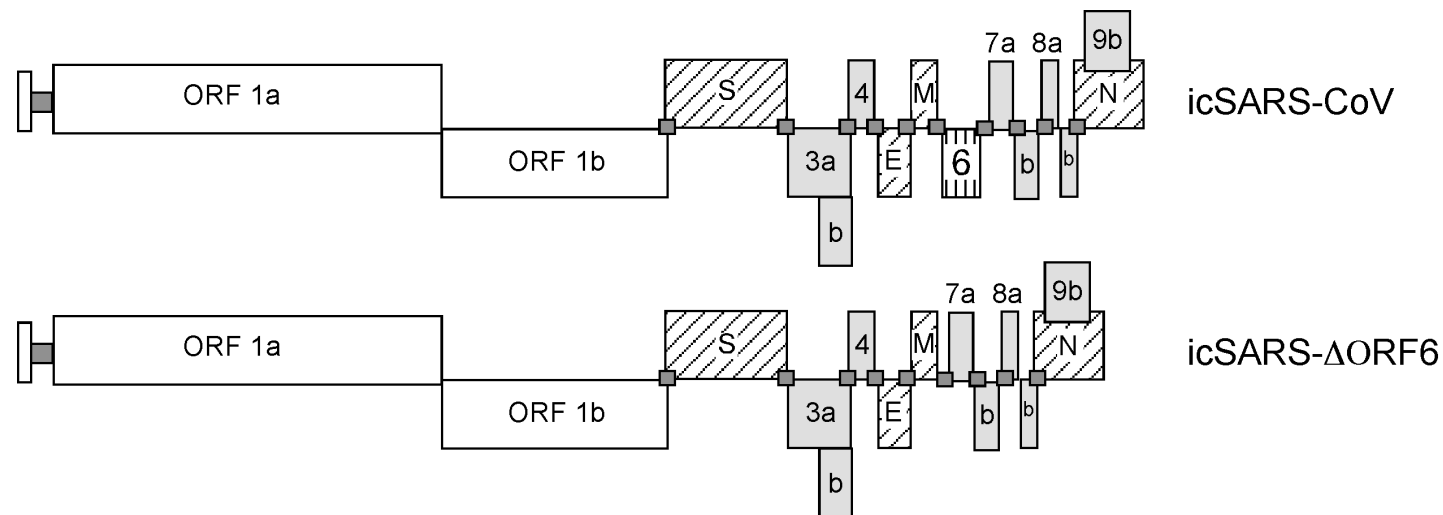 9b
7a 8a
ORF 1a S 4 M N icSARS-CoV
ORF 1b 3a E 6 b b
b
9b
7a 8a
ORF 1a S 4 M N icSARS-ΔORF6
ORF 1b 3a E b b
b